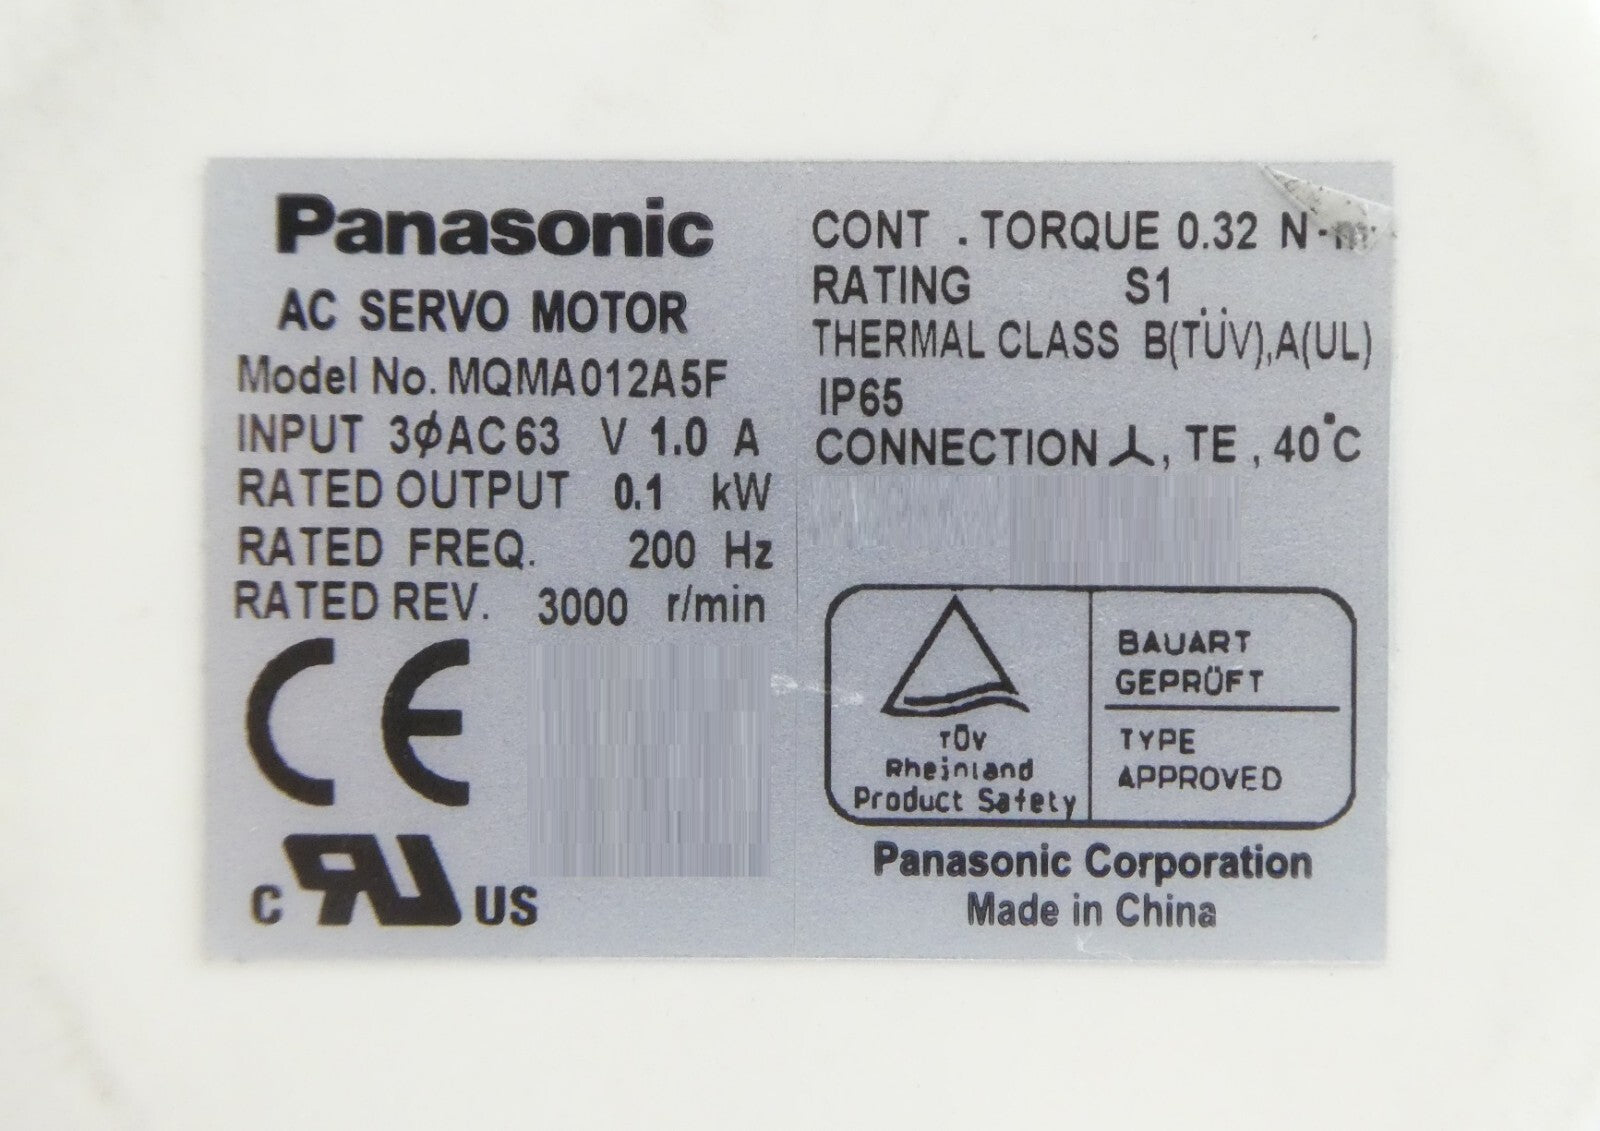 Panasonic
AC SERVO MOTOR
Model No. MQMA012A5F
INPUT 3ϕAC63 V 1.0 A
RATED OUTPUT 0.1 kW
RATED FREQ. 200 Hz
RATED REV. 3000 r/min
CE
C RU US
CONT . TORQUE 0.32 N·m
RATING S1
THERMAL CLASS B(TÜV),A(UL)
IP65
CONNECTION ⅄, TE , 40°C
TÜV
Rheinland
Product Safety
BAUART
GEPRÜFT
TYPE
APPROVED
Panasonic Corporation
Made in China